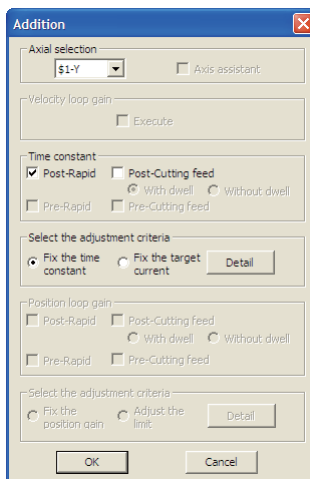 Addition
Axial selection
$1-Y
Axis assistant
Velocity loop gain
Execute
Time constant
Post-Rapid Post-Cutting feed
With dwell Without dwell
Pre-Rapid Pre-Cutting feed
Select the adjustment criteria
Fix the time Fix the target Detail
constant current
Position loop gain
Post-Rapid Post-Cutting feed
With dwell Without dwell
Pre-Rapid Pre-Cutting feed
Select the adjustment criteria
Fix the Adjust the Detail
position gain limit
OK Cancel